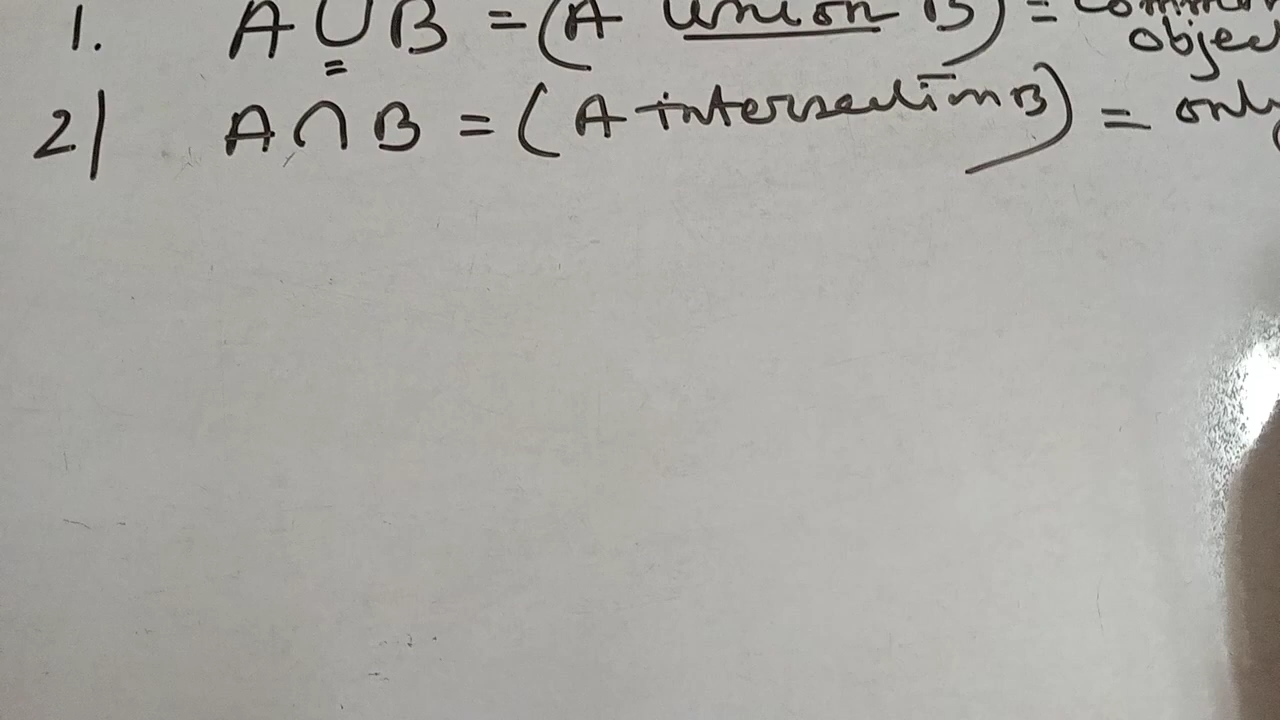 1. A ∪ B = (A union B) =
objec
2) A ∩ B = (A intersection B) = only